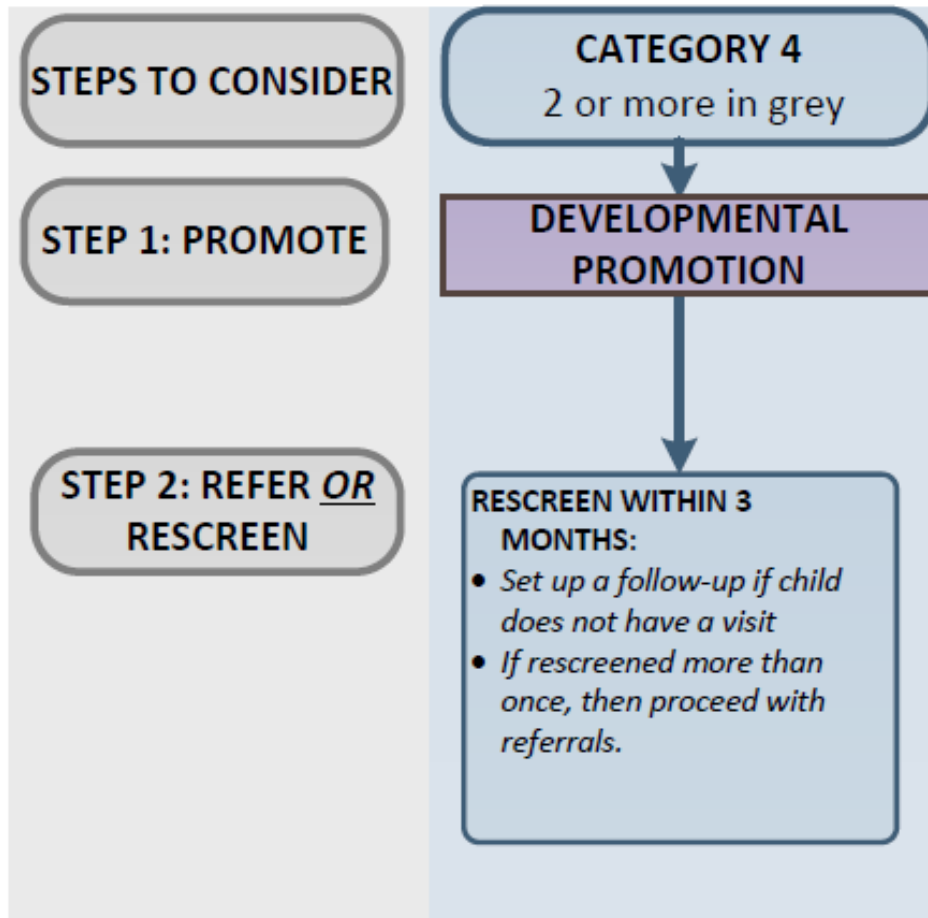 STEPS TO CONSIDER
CATEGORY 4
2 or more in grey
STEP 1: PROMOTE
DEVELOPMENTAL
PROMOTION
STEP 2: REFER OR
RESCREEN
RESCREEN WITHIN 3
MONTHS:
• Set up a follow-up if child
does not have a visit
• If rescreened more than
once, then proceed with
referrals.